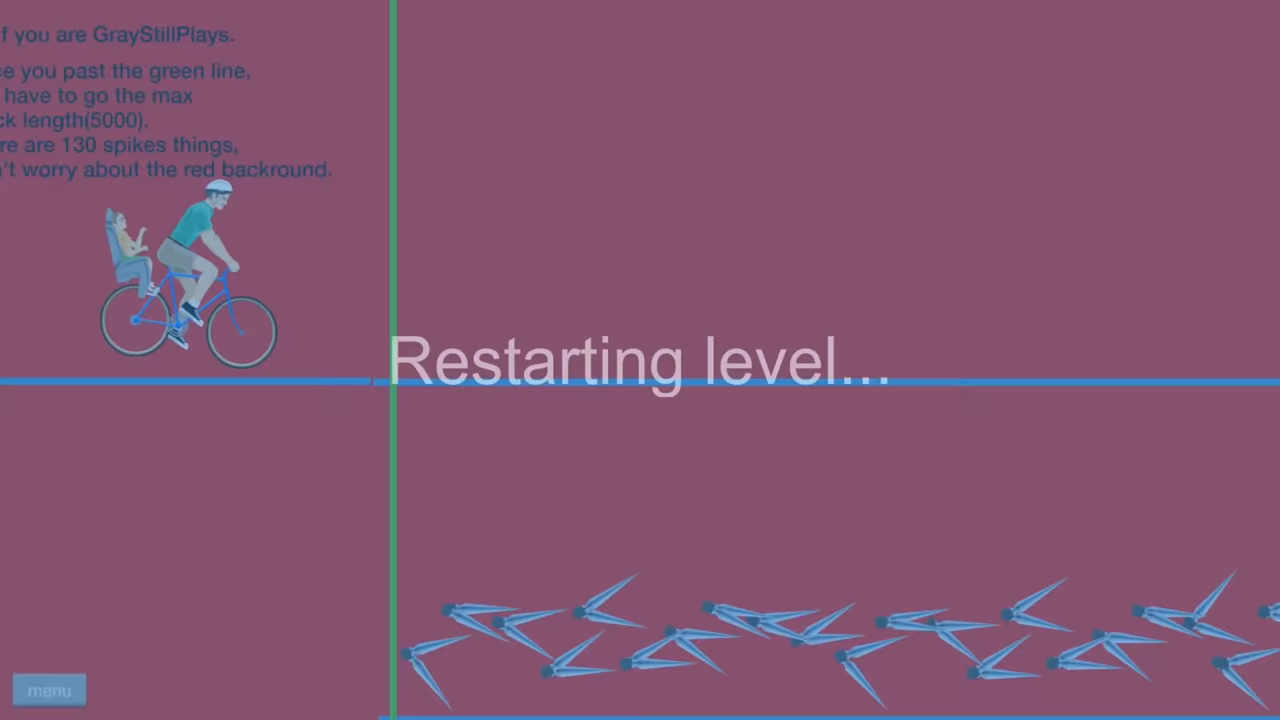 f you are GrayStillPlays.
e you past the green line,
have to go the max
ck length(5000).
re are 130 spikes things,
't worry about the red backround.
Restarting level...
menu